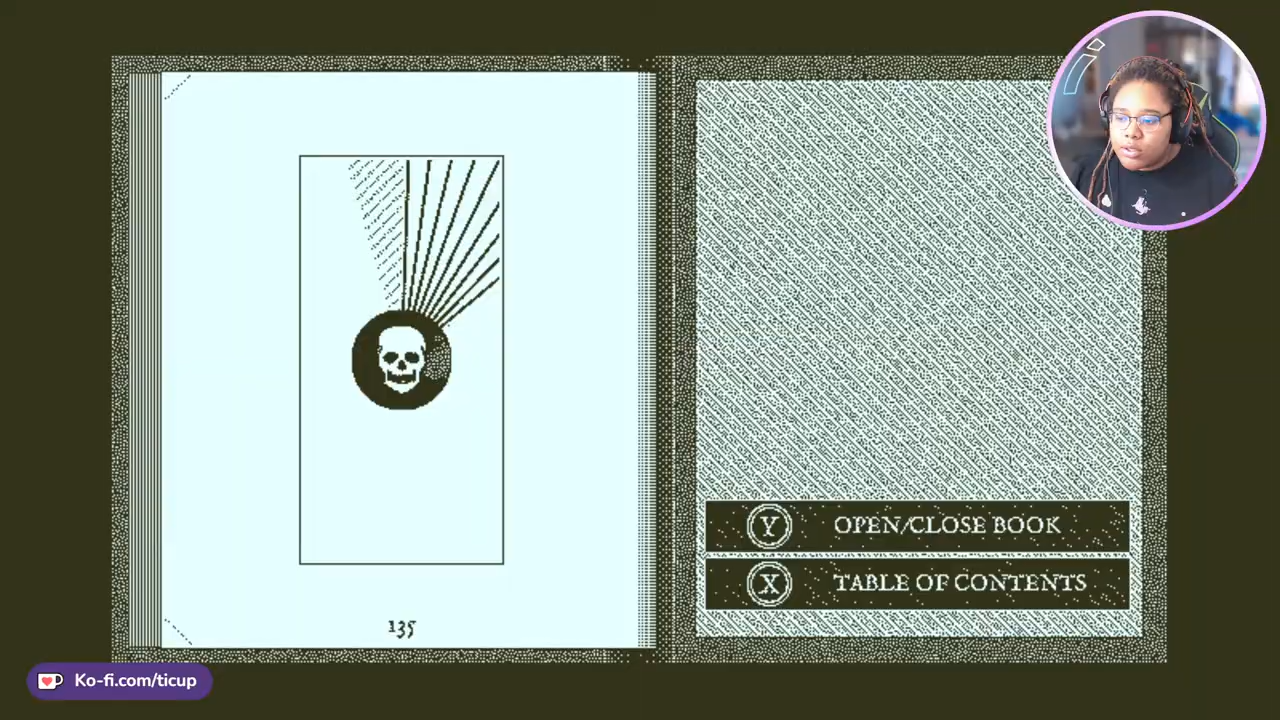 Y OPEN/CLOSE BOOK
X TABLE OF CONTENTS
135
Ko-fi.com/ticup